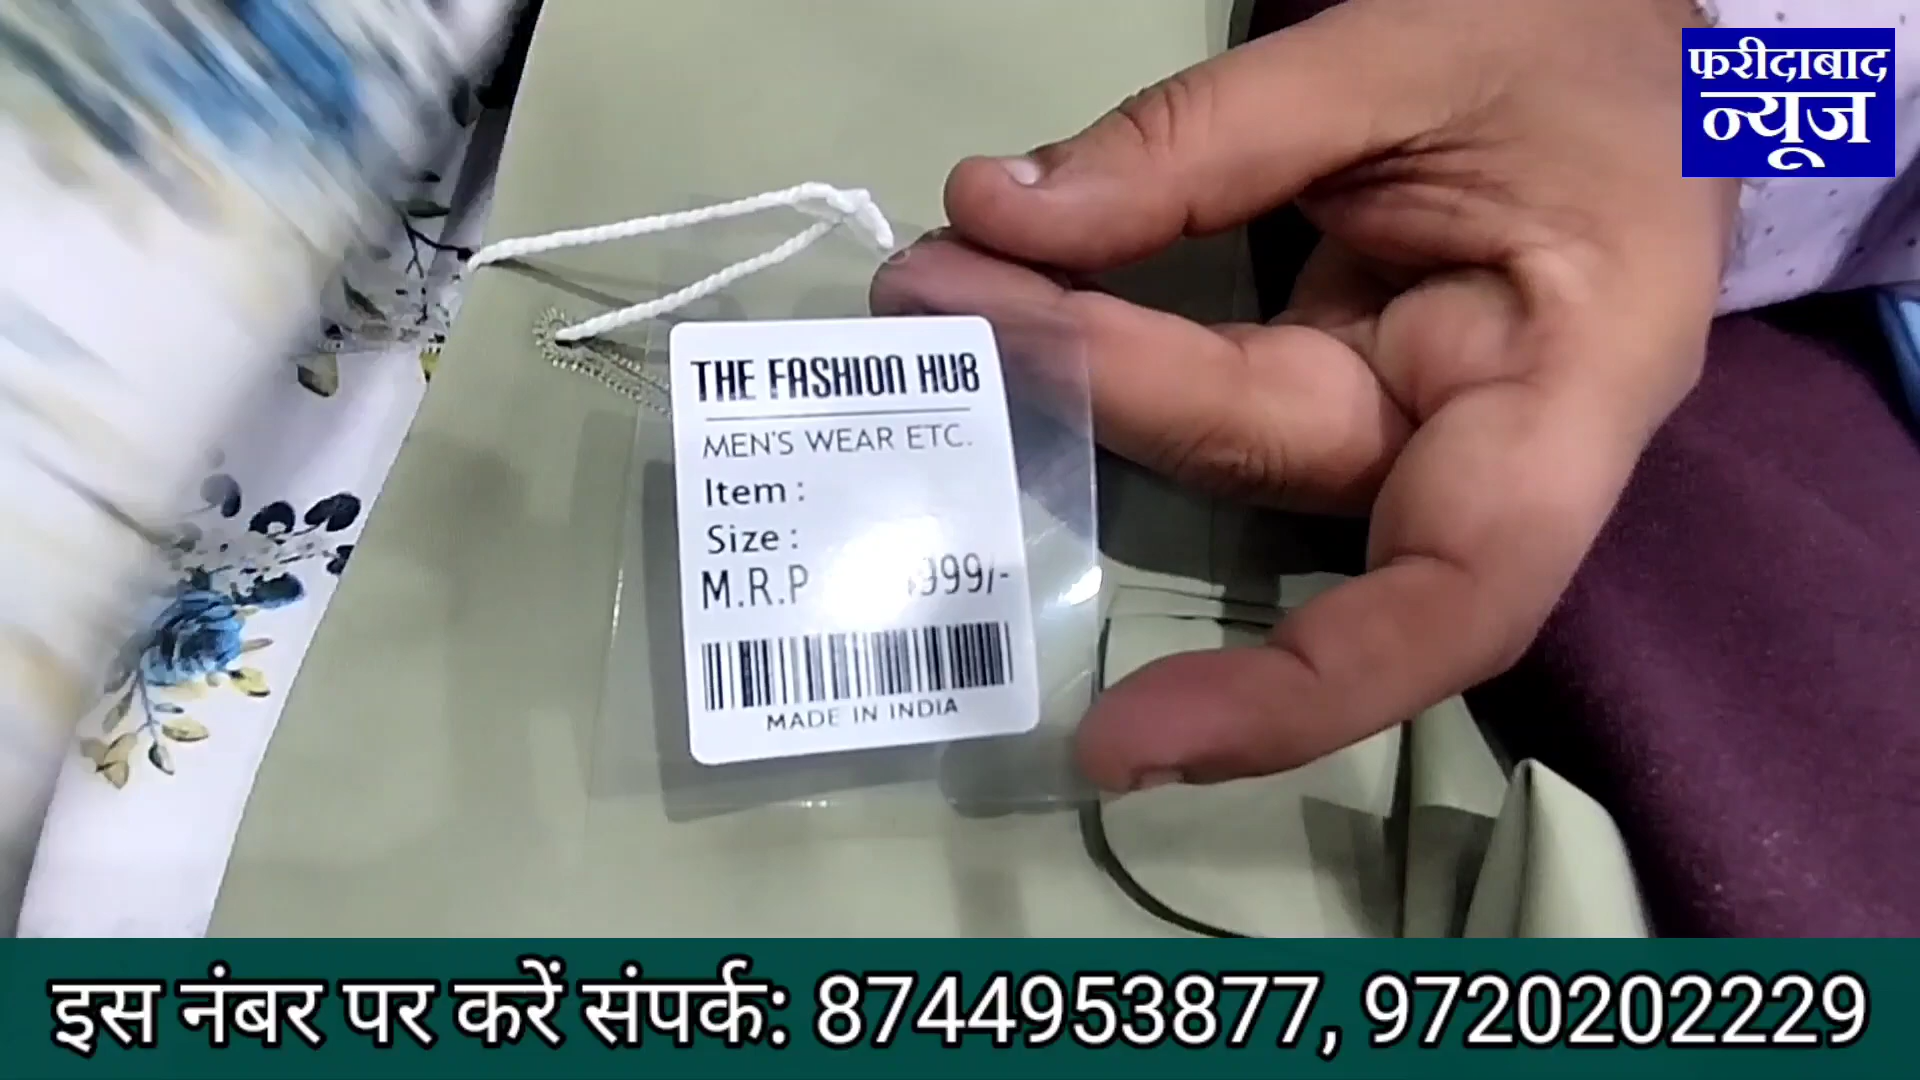 फरीदाबाद
न्यूज
THE FASHION HUB
MEN'S WEAR ETC.
Item :
Size :
M.R.P
MADE IN INDIA
इस नंबर पर करें संपर्क: 8744953877, 9720202229